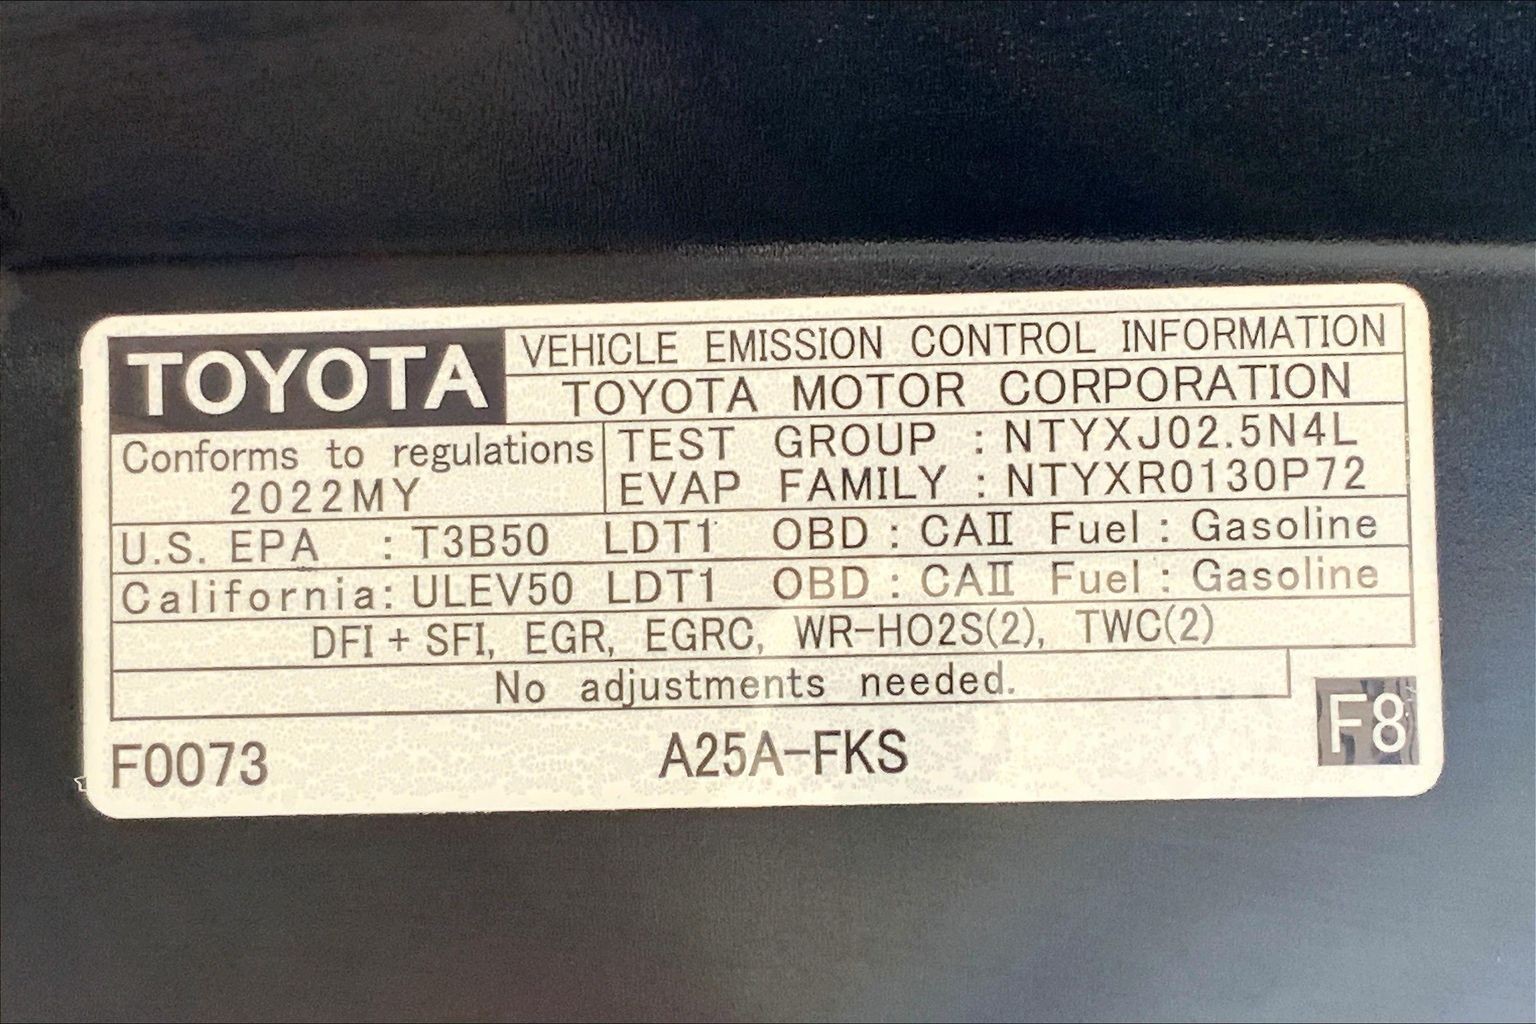 TOYOTA
VEHICLE EMISSION CONTROL INFORMATION
TOYOTA MOTOR CORPORATION
Conforms to regulations
2022MY
TEST GROUP : NTYXJ02.5N4L
EVAP FAMILY : NTYXR0130P72
U.S. EPA : T3B50 LDT1 OBD : CAII Fuel : Gasoline
California: ULEV50 LDT1 OBD : CAII Fuel : Gasoline
DFI + SFI, EGR, EGRC, WR-HO2S(2), TWC(2)
No adjustments needed.
F0073
A25A-FKS
F8